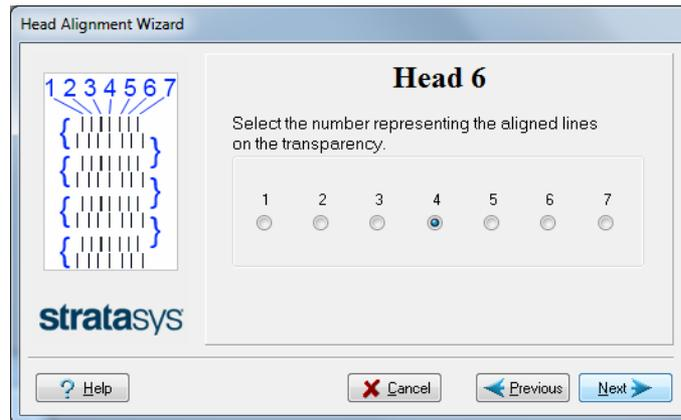 Head Alignment Wizard
1 2 3 4 5 6 7
stratasys
Head 6
Select the number representing the aligned lines
on the transparency.
1 2 3 4 5 6 7
? Help
Cancel
Previous
Next